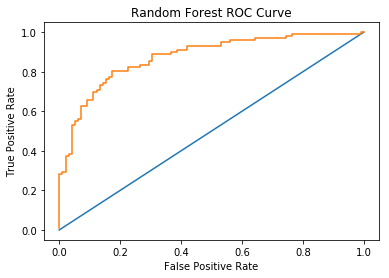 Random Forest ROC Curve
1.0
0.8
0.6
0.4
0.2
0.0
True Positive Rate
0.0 0.2 0.4 0.6 0.8 1.0
False Positive Rate